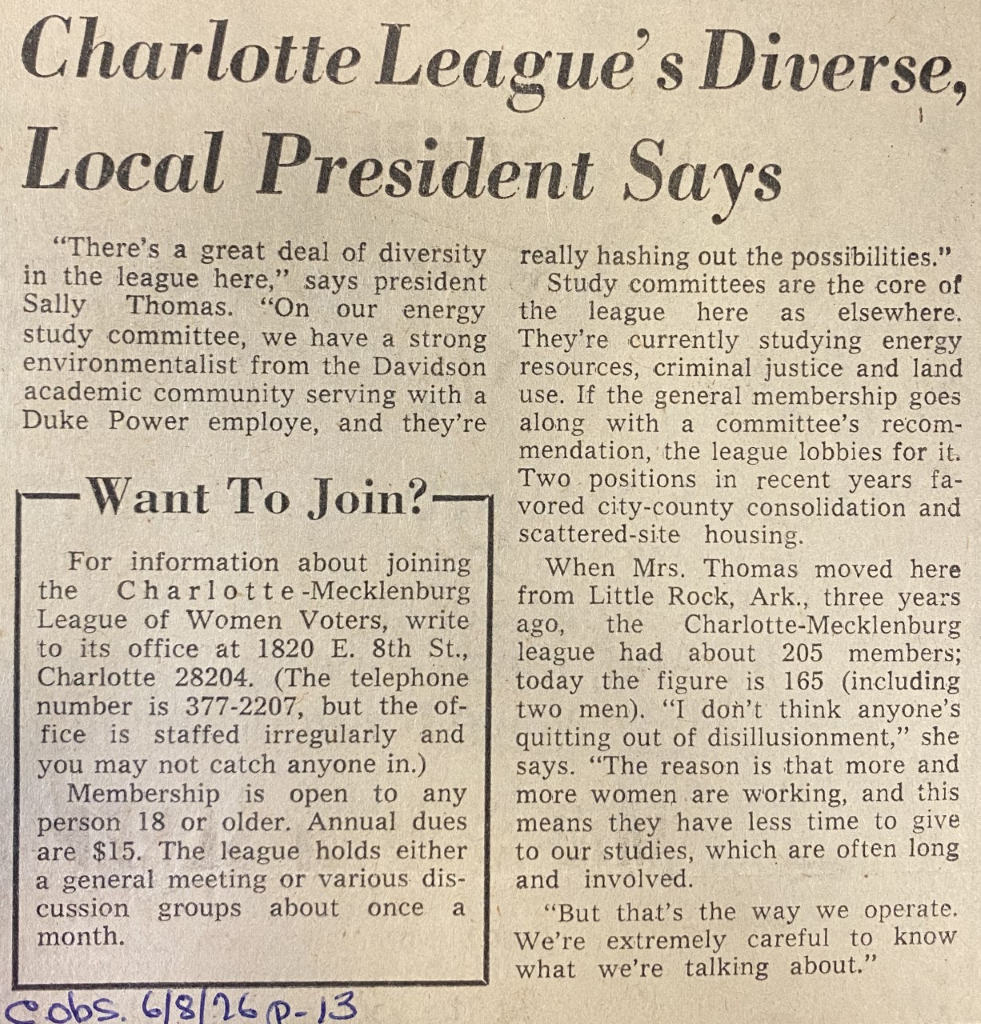 Charlotte League's Diverse,
Local President Says
"There's a great deal of diversity
in the league here," says president
Sally Thomas. "On our energy
study committee, we have a strong
environmentalist from the Davidson
academic community serving with a
Duke Power employe, and they're
really hashing out the possibilities."
Study committees are the core of
the league here as elsewhere.
They're currently studying energy
resources, criminal justice and land
use. If the general membership goes
along with a committee's recom-
mendation, the league lobbies for it.
Two positions in recent years fa-
vored city-county consolidation and
scattered-site housing.
When Mrs. Thomas moved here
from Little Rock, Ark., three years
ago, the Charlotte-Mecklenburg
league had about 205 members;
today the figure is 165 (including
two men). "I don't think anyone's
quitting out of disillusionment," she
says. "The reason is that more and
more women are working, and this
means they have less time to give
to our studies, which are often long
and involved.
"But that's the way we operate.
We're extremely careful to know
what we're talking about."
Want To Join?
For information about joining
the Charlotte-Mecklenburg
League of Women Voters, write
to its office at 1820 E. 8th St.,
Charlotte 28204. (The telephone
number is 377-2207, but the of-
fice is staffed irregularly and
you may not catch anyone in.)
Membership is open to any
person 18 or older. Annual dues
are $15. The league holds either
a general meeting or various dis-
cussion groups about once a
month.
C obs. 6/8/76 p-13